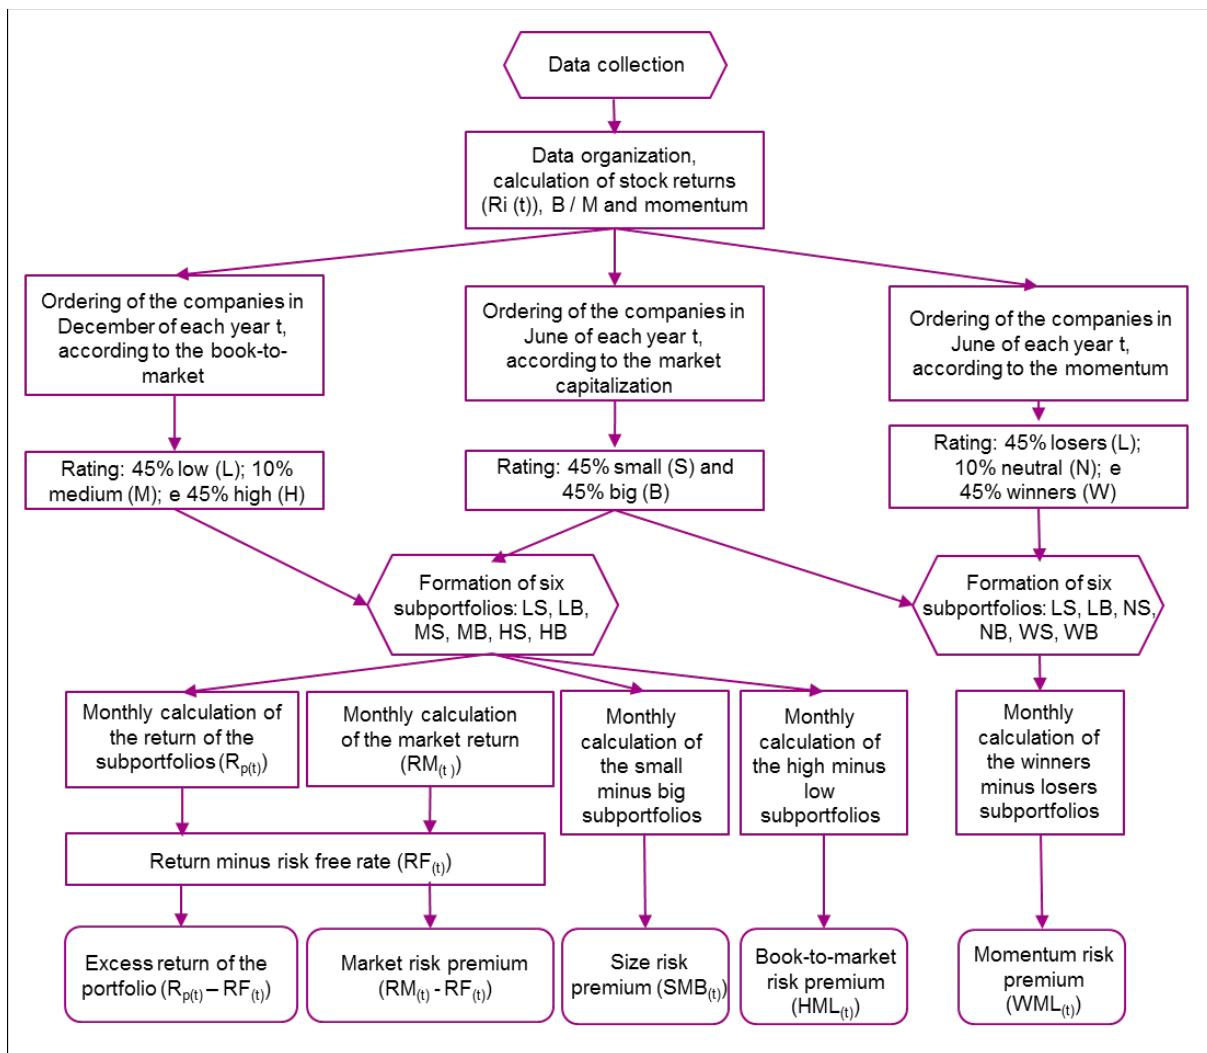 Data collection
Data organization,
calculation of stock returns
(Ri (t)), B / M and momentum
Ordering of the companies in
December of each year t,
according to the book-to-
market
Ordering of the companies in
June of each year t,
according to the market
capitalization
Ordering of the companies in
June of each year t,
according to the momentum
Rating: 45% low (L); 10%
medium (M); e 45% high (H)
Rating: 45% small (S) and
45% big (B)
Rating: 45% losers (L);
10% neutral (N); e
45% winners (W)
Formation of six
subportfolios: LS, LB,
MS, MB, HS, HB
Formation of six
subportfolios: LS, LB, NS,
NB, WS, WB
Monthly calculation of
the return of the
subportfolios (Rp(t))
Monthly calculation
of the market return
(RM(t ))
Monthly
calculation of
the small
minus big
subportfolios
Monthly
calculation of
the high minus
low
subportfolios
Monthly
calculation of
the winners
minus losers
subportfolios
Return minus risk free rate (RF(t))
Excess return of the
portfolio (Rp(t) – RF(t))
Market risk premium
(RM(t) - RF(t))
Size risk
premium (SMB(t))
Book-to-market
risk premium
(HML(t))
Momentum risk
premium
(WML(t))